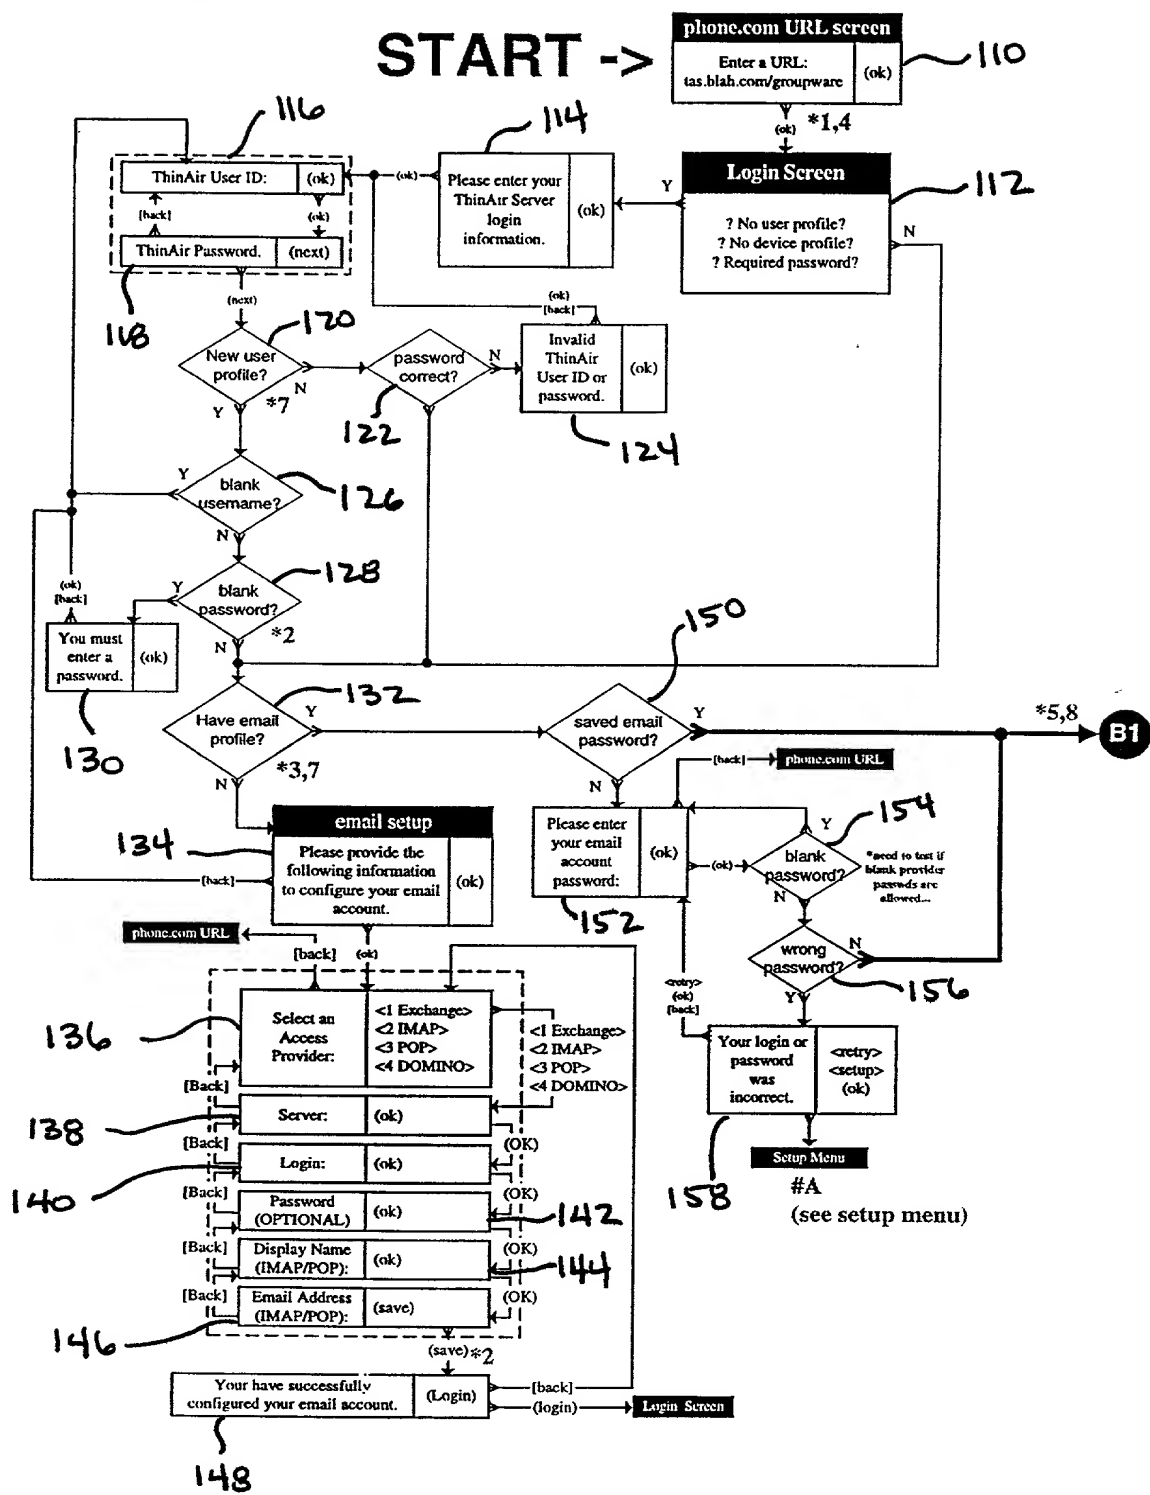 START ->
phone.com URL screen
Enter a URL:
tas.blah.com/groupware
(ok)
110
(ok)
*1,4
Login Screen
? No user profile?
? No device profile?
? Required password?
112
Y
N
114
Please enter your
ThinAir Server
login
information.
(ok)
(ok)
116
ThinAir User ID:
(ok)
[back]
(ok)
ThinAir Password.
(next)
118
(next)
120
New user
profile?
N
*7
Y
password
correct?
N
122
(ok)
[back]
Invalid
ThinAir
User ID or
password.
(ok)
124
Y
blank
username?
126
N
128
Y
blank
password?
*2
N
(ok)
[back]
You must
enter a
password.
(ok)
130
132
Have email
profile?
Y
*3,7
N
150
saved email
password?
Y
N
*5,8
B1
[back]
phone.com URL
Please enter
your email
account
password:
(ok)
152
(ok)
Y
154
blank
password?
*need to test if
blank provider
passwds are
allowed...
N
wrong
password?
N
156
Y
<retry>
(ok)
[back]
Your login or
password
was
incorrect.
<retry>
<setup>
(ok)
158
Setup Menu
#A
(see setup menu)
134
email setup
Please provide the
following information
to configure your email
account.
(ok)
[back]
phone.com URL
[back]
(ok)
136
Select an
Access
Provider:
<1 Exchange>
<2 IMAP>
<3 POP>
<4 DOMINO>
<1 Exchange>
<2 IMAP>
<3 POP>
<4 DOMINO>
[Back]
138
Server:
(ok)
[Back]
(OK)
140
Login:
(ok)
[Back]
(OK)
Password
(OPTIONAL)
(ok)
142
[Back]
(OK)
Display Name
(IMAP/POP):
(ok)
144
[Back]
(OK)
146
Email Address
(IMAP/POP):
(save)
(save)*2
Your have successfully
configured your email account.
(Login)
[back]
(login)
Login Screen
148